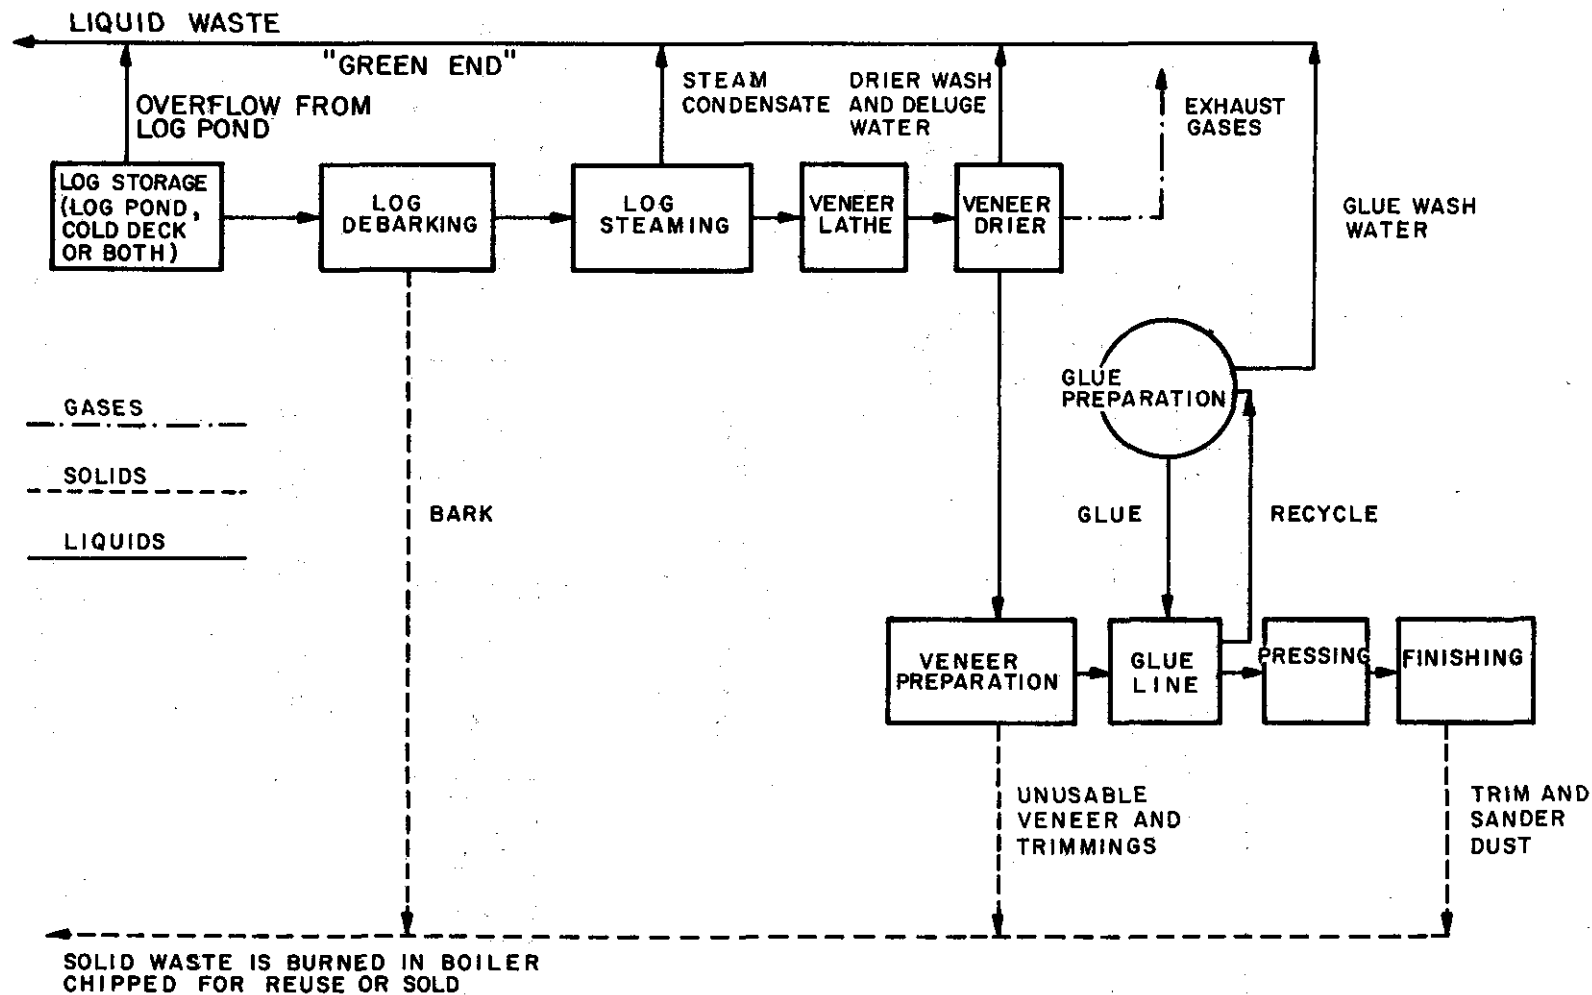 LIQUID WASTE
"GREEN END"
OVERFLOW FROM
LOG POND
STEAM
CONDENSATE
DRIER WASH
AND DELUGE
WATER
EXHAUST
GASES
LOG STORAGE
(LOG POND,
COLD DECK
OR BOTH)
LOG
DEBARKING
LOG
STEAMING
VENEER
LATHE
VENEER
DRIER
GLUE WASH
WATER
GLUE
PREPARATION
GASES
SOLIDS
LIQUIDS
BARK
GLUE
RECYCLE
VENEER
PREPARATION
GLUE
LINE
PRESSING
FINISHING
UNUSABLE
VENEER AND
TRIMMINGS
TRIM AND
SANDER
DUST
SOLID WASTE IS BURNED IN BOILER
CHIPPED FOR REUSE OR SOLD